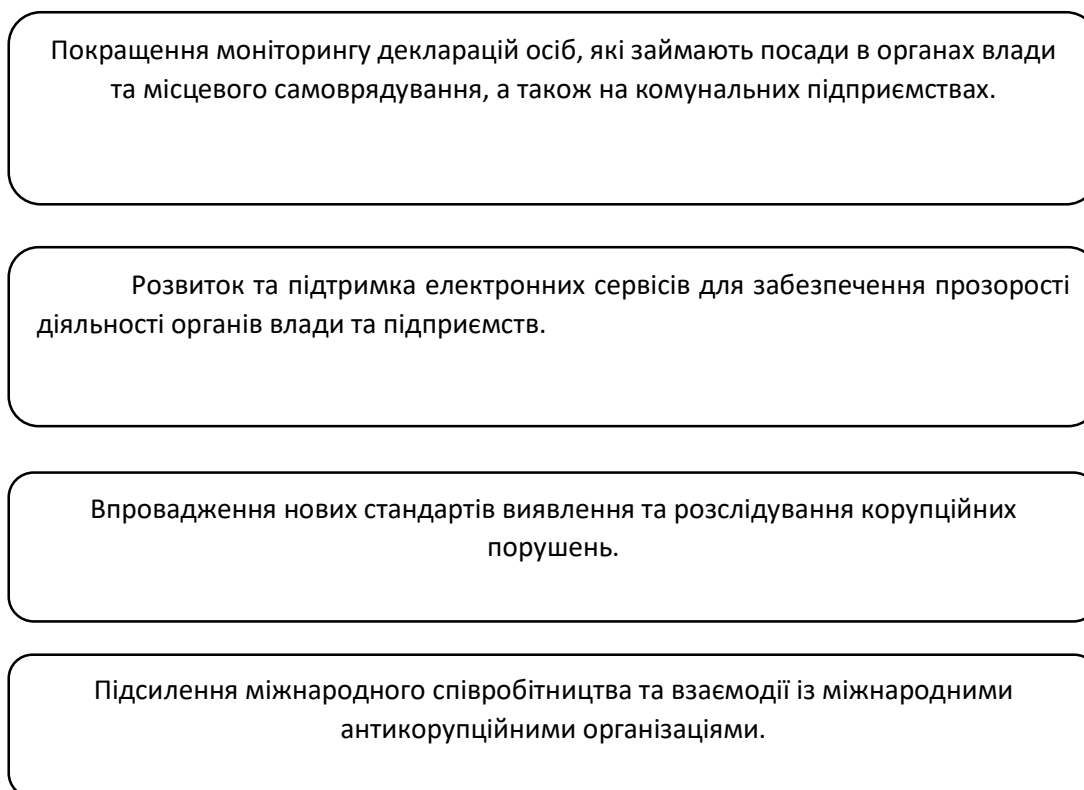 Покращення моніторингу декларацій осіб, які займають посади в органах влади
та місцевого самоврядування, а також на комунальних підприємствах.
Розвиток та підтримка електронних сервісів для забезпечення прозорості
діяльності органів влади та підприємств.
Впровадження нових стандартів виявлення та розслідування корупційних
порушень.
Підсилення міжнародного співробітництва та взаємодії із міжнародними
антикорупційними організаціями.